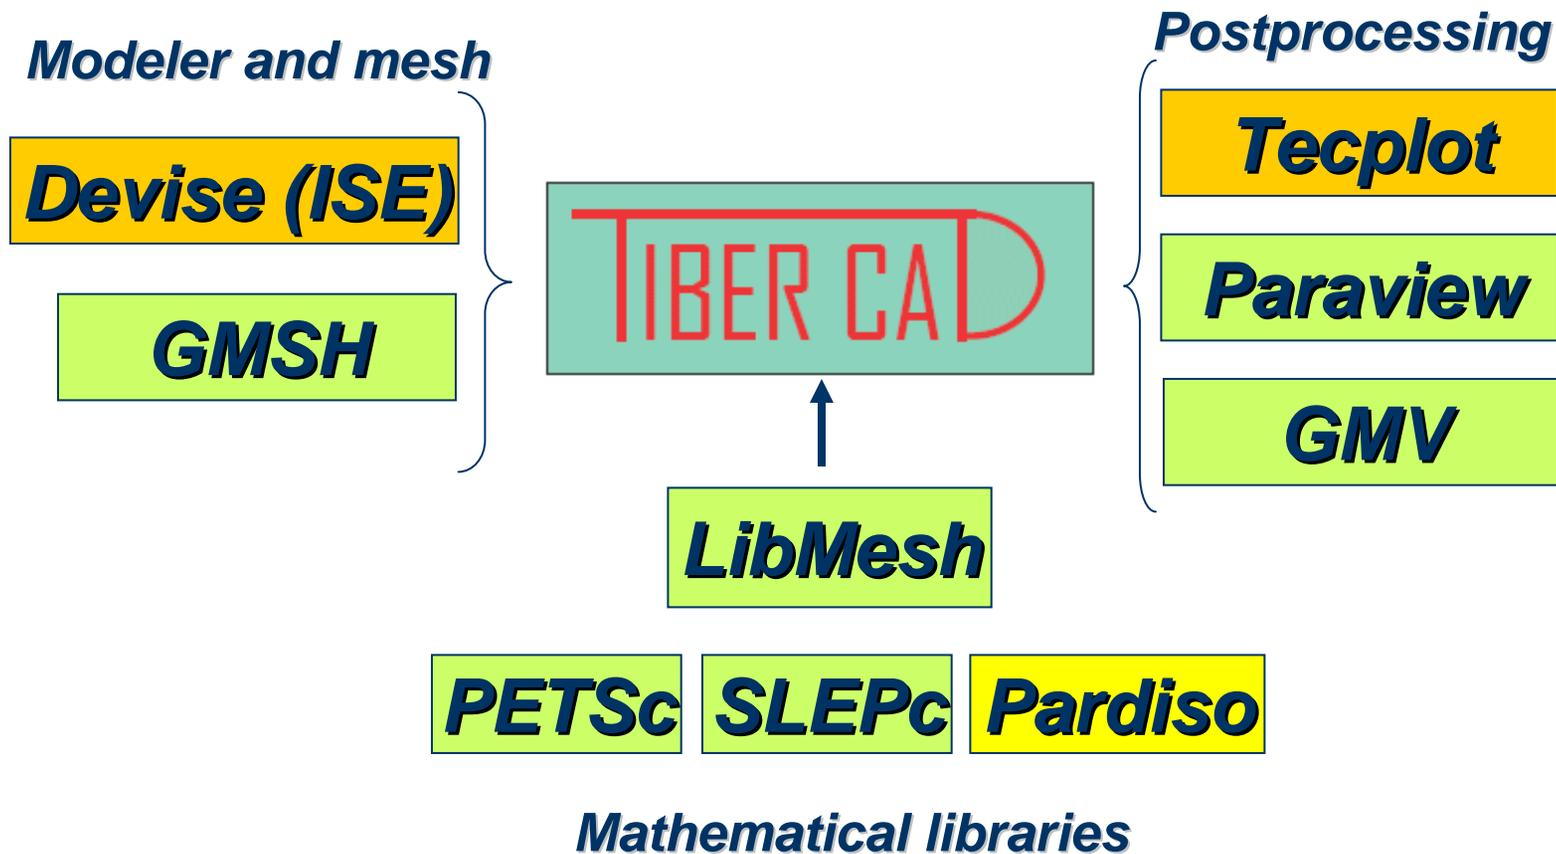 Modeler and mesh
Devise (ISE)
GMSH
TIBER CAD
Postprocessing
Tecplot
Paraview
GMV
LibMesh
PETSc
SLEPc
Pardiso
Mathematical libraries